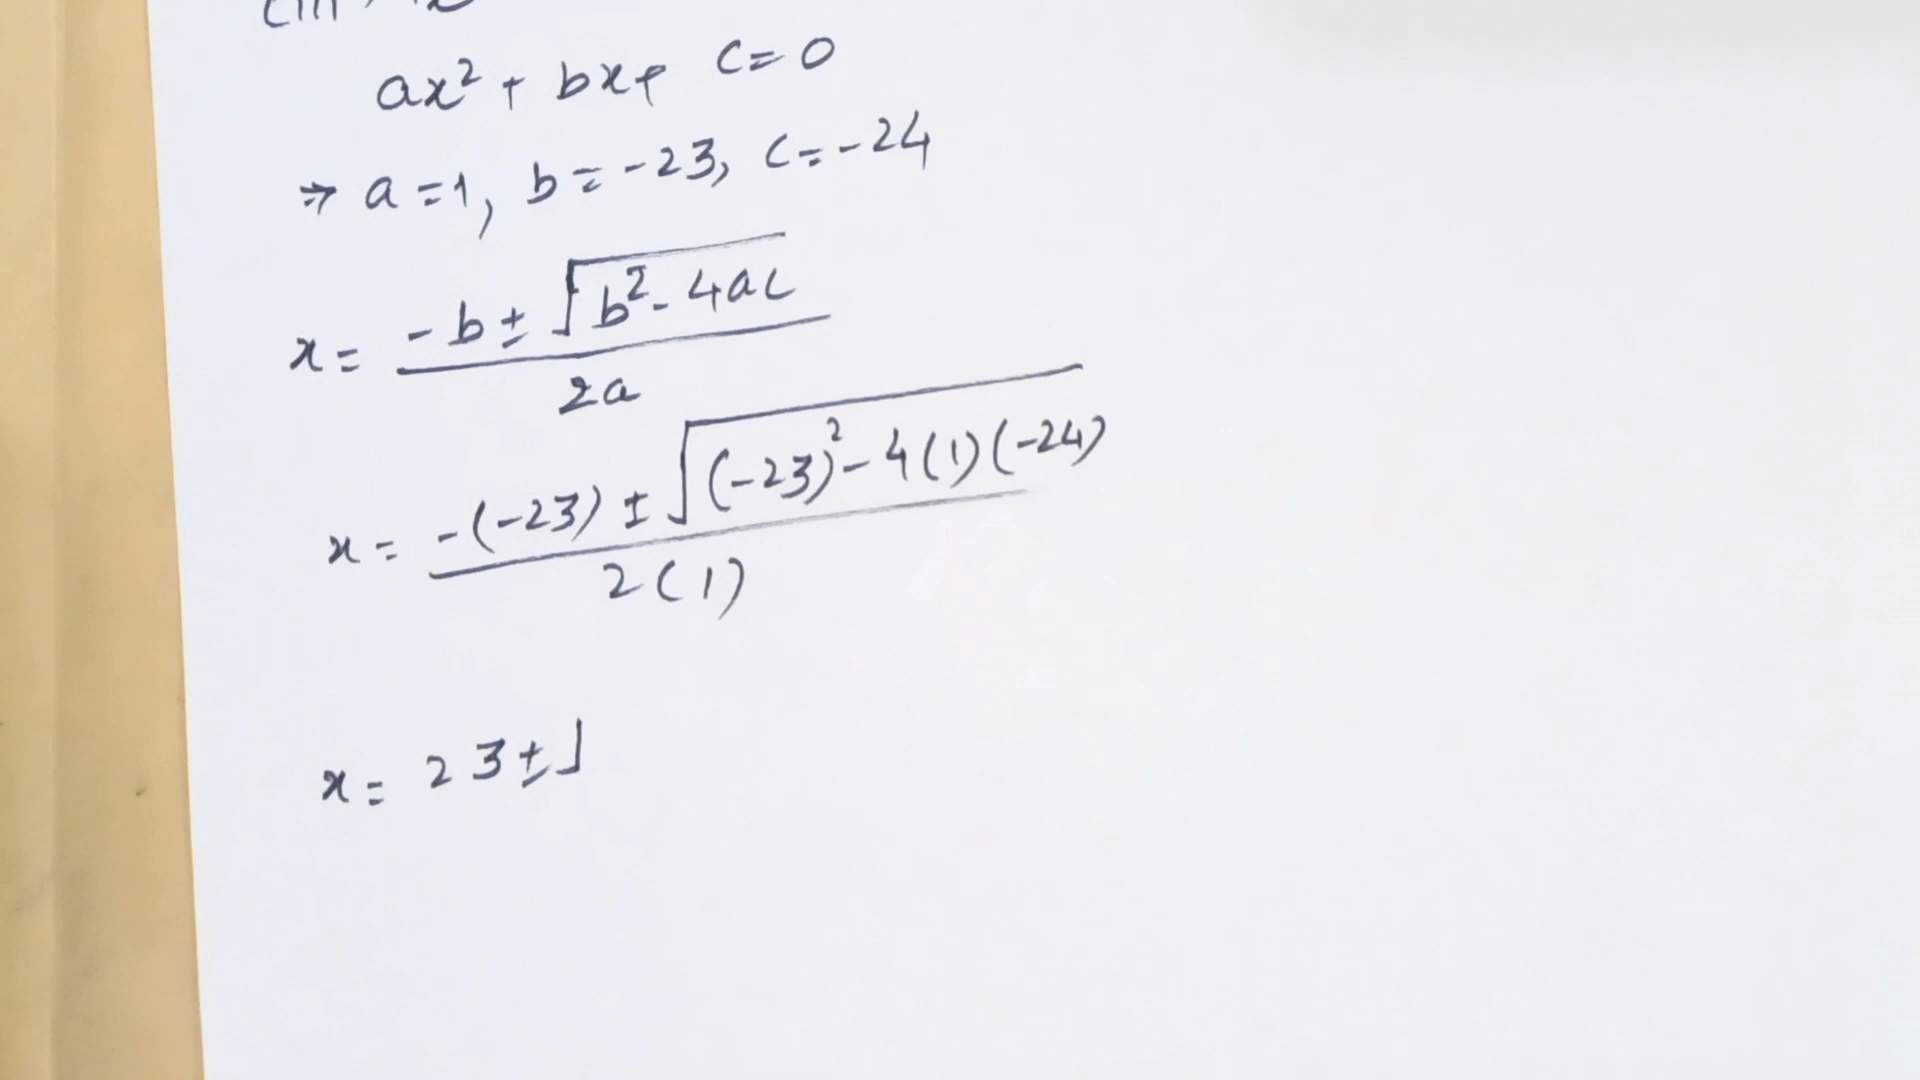 ax² + bx + c = 0
⇒ a = 1, b = -23, c = -24
x = -b ± √b² - 4ac / 2a
x = -(-23) ± √(-23)² - 4(1)(-24) / 2(1)
x = 23 ± √